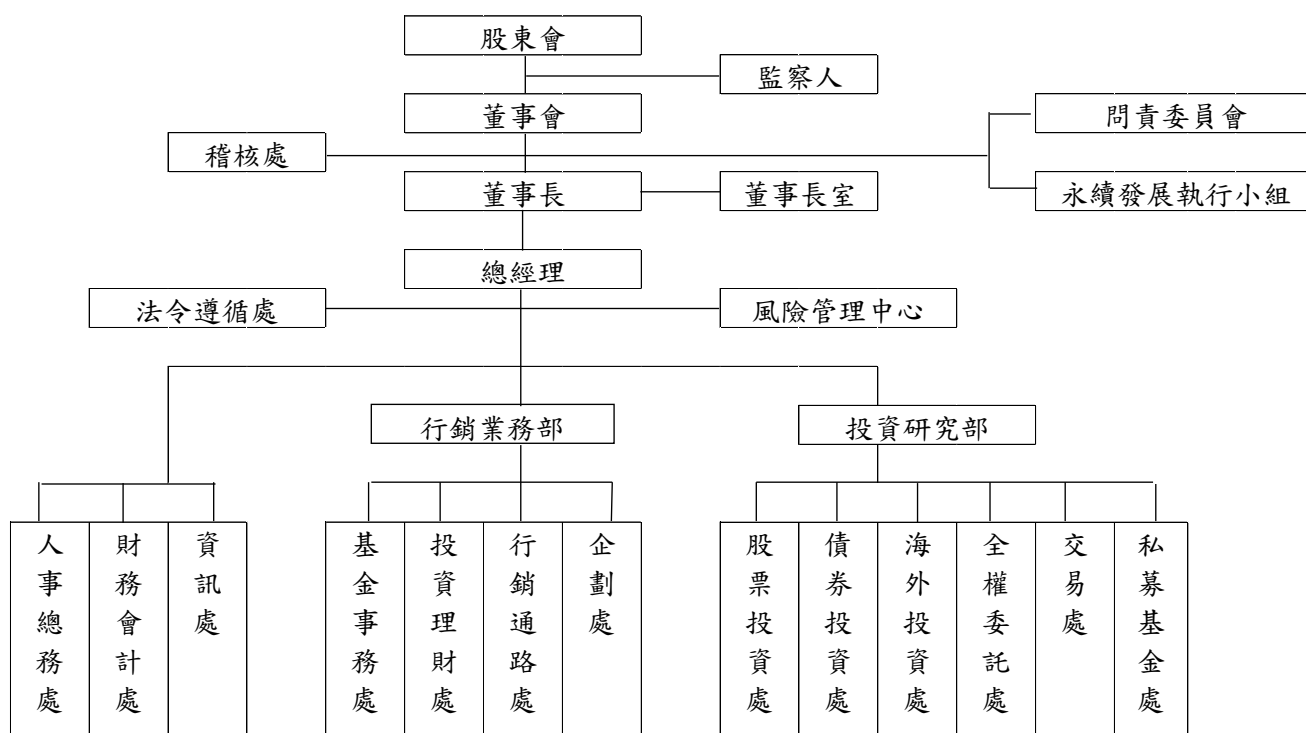 股東會
監察人
董事會
問責委員會
稽核處
董事長
董事長室
永續發展執行小組
總經理
法令遵循處
風險管理中心
行銷業務部
投資研究部
人事總務處
財務會計處
資訊處
基金事務處
投資理財處
行銷通路處
企劃處
股票投資處
債券投資處
海外投資處
全權委託處
交易處
私募基金處